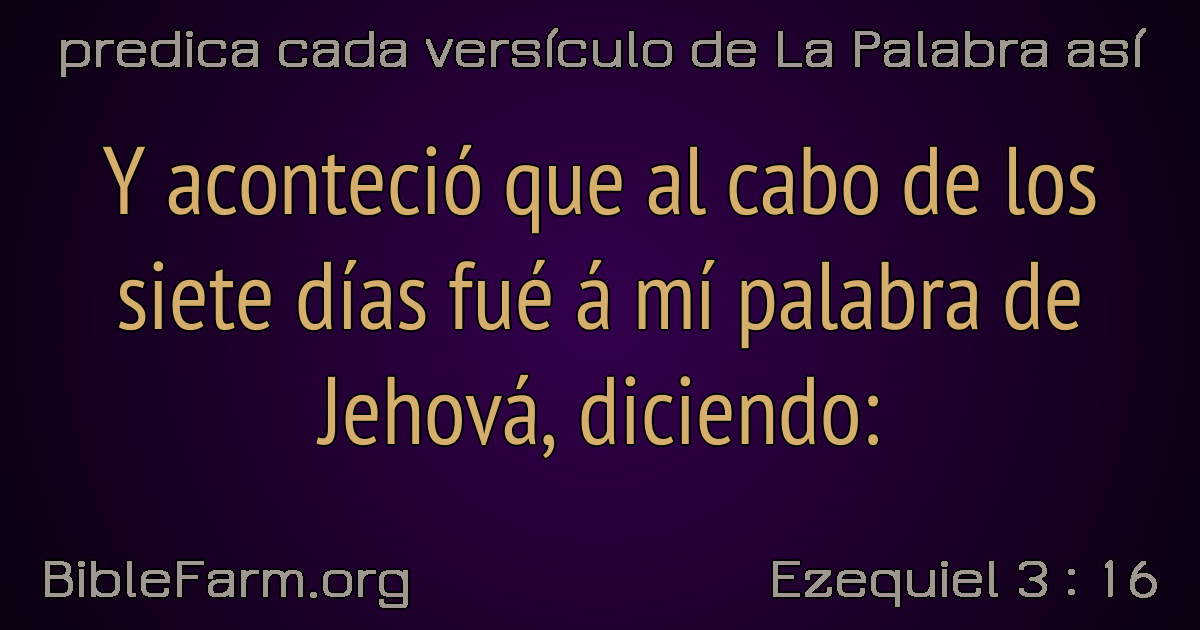 predica cada versículo de La Palabra así
Y aconteció que al cabo de los
siete días fué á mí palabra de
Jehová, diciendo:
BibleFarm.org
Ezequiel 3 : 16